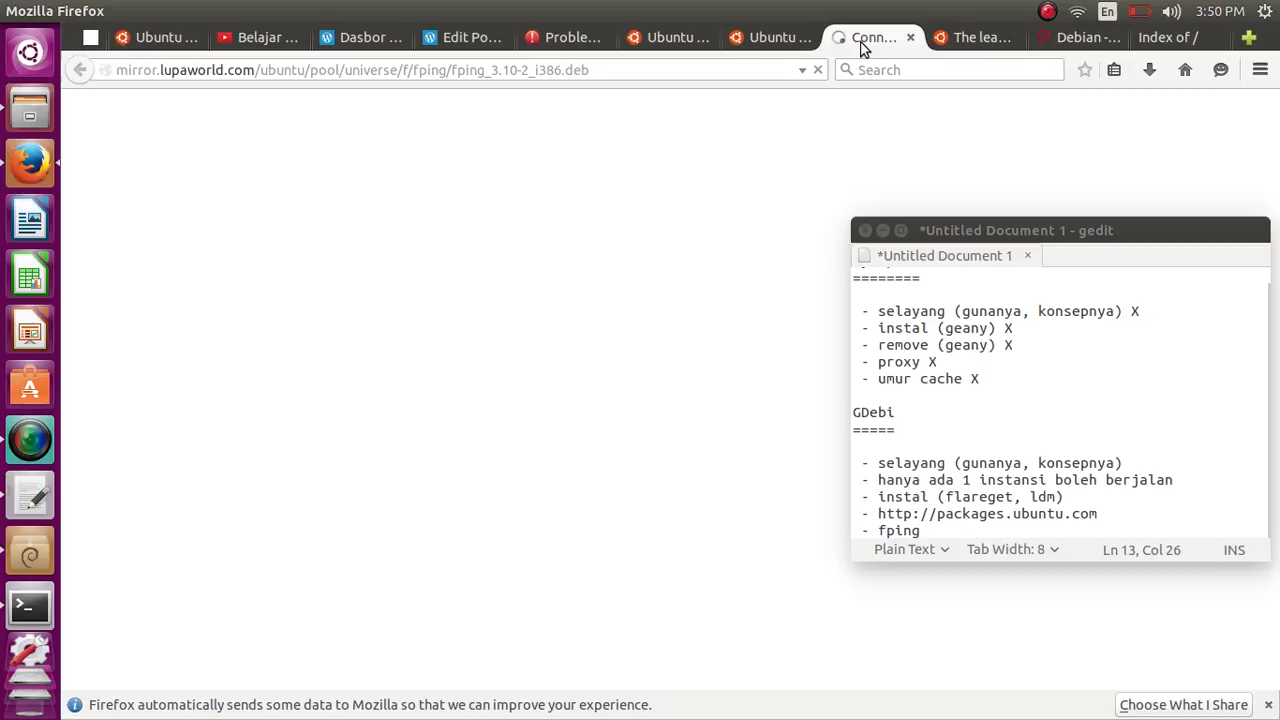 Mozilla Firefox
En
3:50 PM
Ubuntu ...
Belajar ...
Dasbor ...
Edit Po...
Proble...
Ubuntu ...
Ubuntu ...
Conn...
The lea...
Debian -...
Index of /
mirror.lupaworld.com/ubuntu/pool/universe/f/fping/fping_3.10-2_i386.deb
Search
*Untitled Document 1 - gedit
*Untitled Document 1
========
- selayang (gunanya, konsepnya) X
- instal (geany) X
- remove (geany) X
- proxy X
- umur cache X
GDebi
=====
- selayang (gunanya, konsepnya)
- hanya ada 1 instansi boleh berjalan
- instal (flareget, ldm)
- http://packages.ubuntu.com
- fping
Plain Text
Tab Width: 8
Ln 13, Col 26
INS
Firefox automatically sends some data to Mozilla so that we can improve your experience.
Choose What I Share